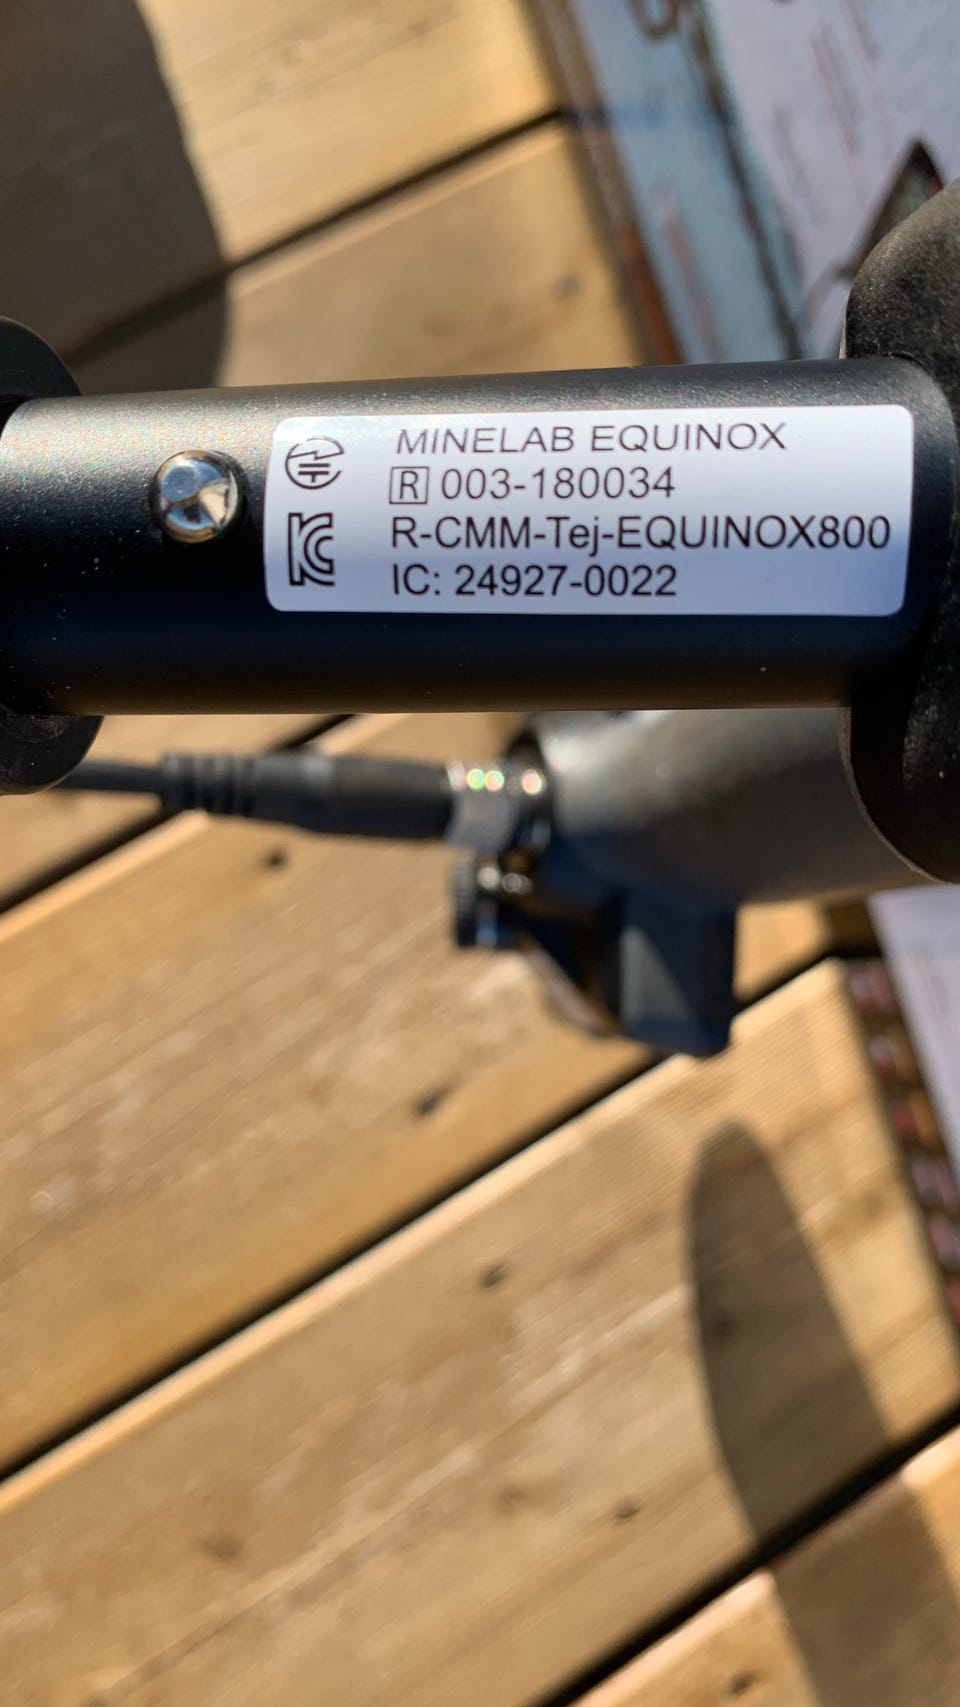 MINELAB EQUINOX
R 003-180034
R-CMM-Tej-EQUINOX800
IC: 24927-0022